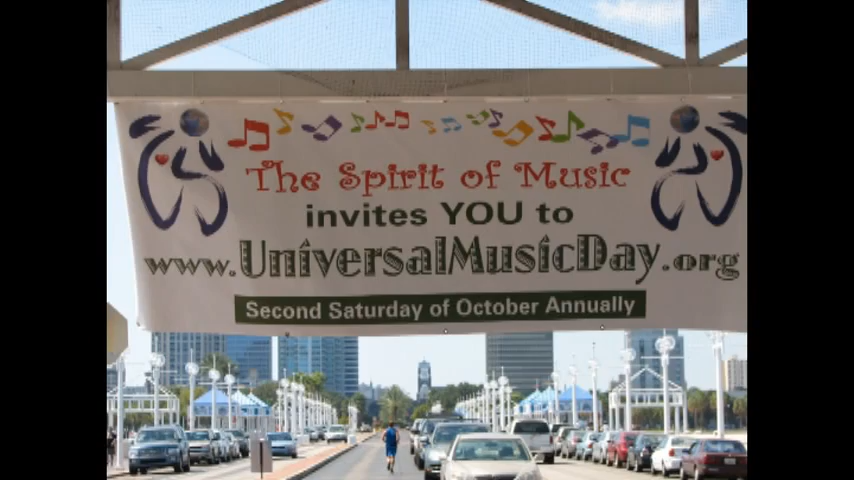 The Spirit of Music
invites YOU to
www.UniversalMusicDay.org
Second Saturday of October Annually